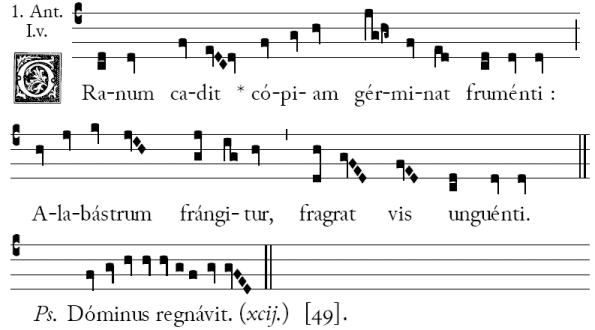 1. Ant.
I.v.
GRa-num ca-dit * có-pi-am gér-mi-nat fruménti :
A-la-bástrum frángi-tur, fragrat vis unguénti.
Ps. Dóminus regnávit. (xcij.) [49].